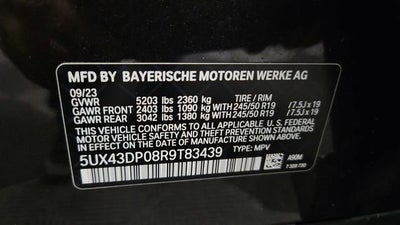 MFD BY BAYERISCHE MOTOREN WERKE AG
09/23
GVWR 5203 lbs 2360 kg TIRE / RIM
GAWR FRONT 2403 lbs 1090 kg WITH 245/50 R19 /7.5J x 19
GAWR REAR 3042 lbs 1380 kg WITH 245/50 R19 /7.5J x 19
THIS VEHICLE CONFORMS TO ALL APPLICABLE U.S. FEDERAL
MOTOR VEHICLE SAFETY AND THEFT PREVENTION STANDARDS
IN EFFECT ON THE DATE OF MANUFACTURE SHOWN ABOVE.
5UX43DP08R9T83439 TYPE: MPV
A90M